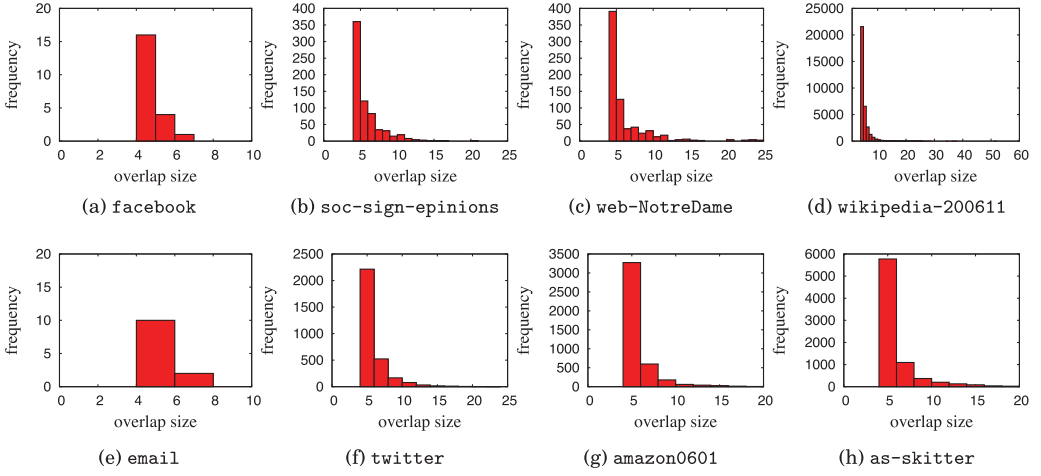 20
15
10
5
0
0 2 4 6 8 10
frequency
overlap size
(a) facebook
400
350
300
250
200
150
100
50
0
0 5 10 15 20 25
frequency
overlap size
(b) soc-sign-epinions
400
350
300
250
200
150
100
50
0
0 5 10 15 20 25
frequency
overlap size
(c) web-NotreDame
25000
20000
15000
10000
5000
0
10 20 30 40 50 60
frequency
overlap size
(d) wikipedia-200611
20
15
10
5
0
0 2 4 6 8 10
frequency
overlap size
(e) email
2500
2000
1500
1000
500
0
0 5 10 15 20 25
frequency
overlap size
(f) twitter
3500
3000
2500
2000
1500
1000
500
0
0 5 10 15 20
frequency
overlap size
(g) amazon0601
6000
5000
4000
3000
2000
1000
0
0 5 10 15 20
frequency
overlap size
(h) as-skitter